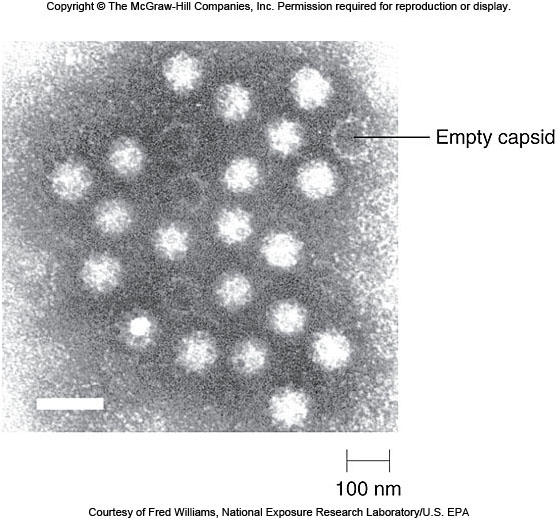 Copyright © The McGraw-Hill Companies, Inc. Permission required for reproduction or display.
Empty capsid
100 nm
Courtesy of Fred Williams, National Exposure Research Laboratory/U.S. EPA